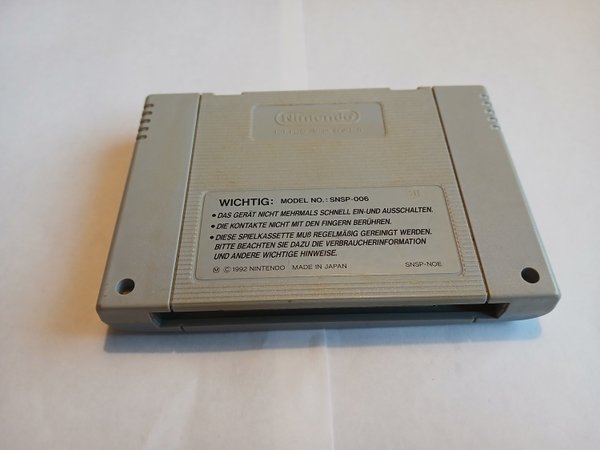 Nintendo
WICHTIG: MODEL NO.: SNSP-006
• DAS GERÄT NICHT MEHRMALS SCHNELL EIN-UND AUSSCHALTEN.
• DIE KONTAKTE NICHT MIT DEN FINGERN BERÜHREN.
• DIESE SPIELKASSETTE MUß REGELMÄßIG GEREINIGT WERDEN.
BITTE BEACHTEN SIE DAZU DIE VERBRAUCHERINFORMATION
UND ANDERE WICHTIGE HINWEISE.
Ⓜ © 1992 NINTENDO MADE IN JAPAN SNSP-NOE